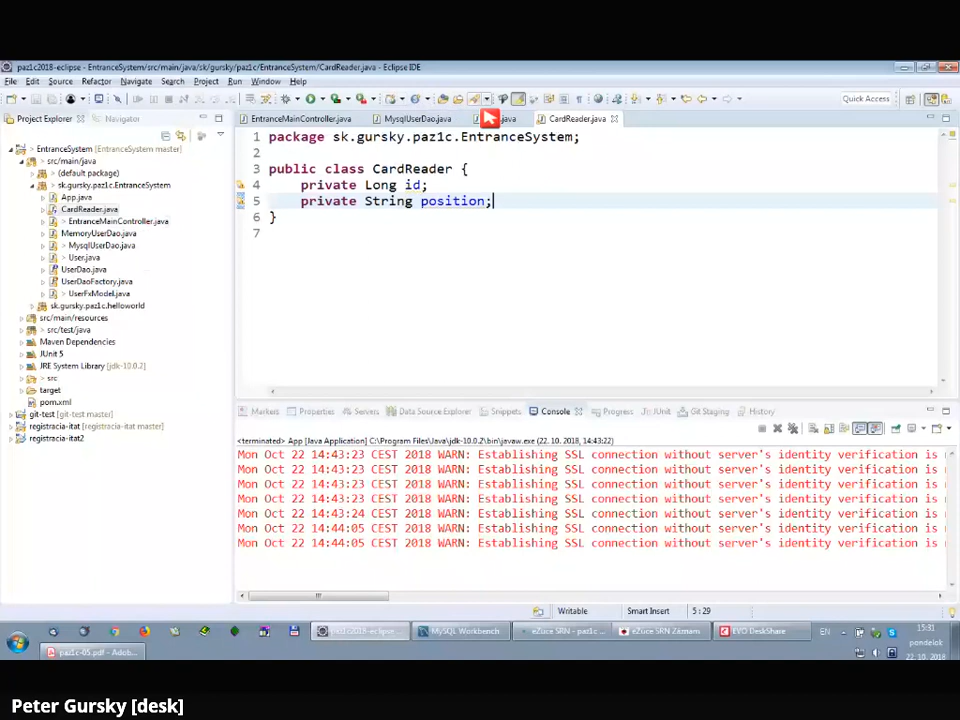 paz1c2018-eclipse - EntranceSystem/src/main/java/sk/gursky/paz1c/EntranceSystem/CardReader.java - Eclipse IDE
File Edit Source Refactor Navigate Search Project Run Window Help
Quick Access
Project Explorer Navigator
EntranceMainController.java MysqlUserDao.java .java CardReader.java
EntranceSystem [EntranceSystem master]
src/main/java
(default package)
sk.gursky.paz1c.EntranceSystem
App.java
CardReader.java
> EntranceMainController.java
MemoryUserDao.java
> MysqlUserDao.java
> User.java
UserDao.java
UserDaoFactory.java
> UserFxModel.java
sk.gursky.paz1c.helloworld
src/main/resources
> src/test/java
Maven Dependencies
JUnit 5
JRE System Library [jdk-10.0.2]
> src
target
pom.xml
git-test [git-test master]
registracia-itat [registracia-itat master]
registracia-itat2
1 package sk.gursky.paz1c.EntranceSystem;
2
3 public class CardReader {
4 private Long id;
5 private String position;
6 }
7
Markers Properties Servers Data Source Explorer Snippets Console Progress JUnit Git Staging History
<terminated> App [Java Application] C:\Program Files\Java\jdk-10.0.2\bin\javaw.exe (22. 10. 2018, 14:43:22)
Mon Oct 22 14:43:23 CEST 2018 WARN: Establishing SSL connection without server's identity verification is
Mon Oct 22 14:43:23 CEST 2018 WARN: Establishing SSL connection without server's identity verification is
Mon Oct 22 14:43:23 CEST 2018 WARN: Establishing SSL connection without server's identity verification is
Mon Oct 22 14:43:23 CEST 2018 WARN: Establishing SSL connection without server's identity verification is
Mon Oct 22 14:43:24 CEST 2018 WARN: Establishing SSL connection without server's identity verification is
Mon Oct 22 14:44:05 CEST 2018 WARN: Establishing SSL connection without server's identity verification is
Mon Oct 22 14:44:05 CEST 2018 WARN: Establishing SSL connection without server's identity verification is
Writable Smart Insert 5 : 29
paz1c2018-eclipse ... MySQL Workbench eZuce SRN - paz1c ... eZuce SRN Záznam EVO DeskShare EN 15:31
pondelok
paz1c-05.pdf - Adob... 22. 10. 2018
Peter Gursky [desk]